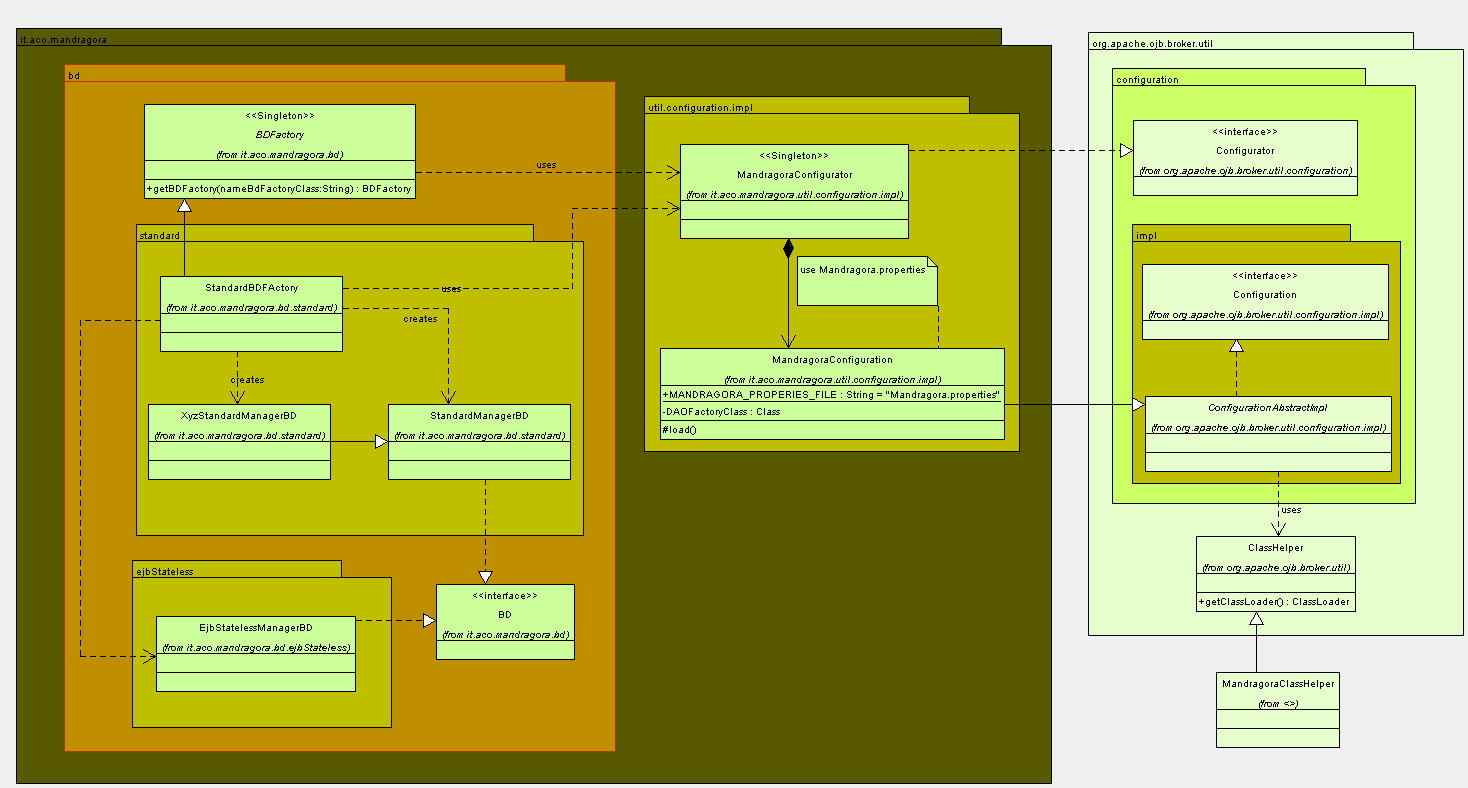 it.aco.mandragora
bd
<<Singleton>>
BDFactory
(from it.aco.mandragora.bd)
+getBDFactory(nameBdFactoryClass:String) : BDFactory
uses
standard
StandardBDFActory
(from it.aco.mandragora.bd.standard)
uses
creates
creates
XyzStandardManagerBD
(from it.aco.mandragora.bd.standard)
StandardManagerBD
(from it.aco.mandragora.bd.standard)
ejbStateless
EjbStatelessManagerBD
(from it.aco.mandragora.bd.ejbStateless)
<<interface>>
BD
(from it.aco.mandragora.bd)
util.configuration.impl
<<Singleton>>
MandragoraConfigurator
(from it.aco.mandragora.util.configuration.impl)
use Mandragora.properties
MandragoraConfiguration
(from it.aco.mandragora.util.configuration.impl)
+MANDRAGORA_PROPERIES_FILE : String = "Mandragora.properties"
-DAOFactoryClass : Class
#load()
org.apache.ojb.broker.util
configuration
<<interface>>
Configurator
(from org.apache.ojb.broker.util.configuration)
impl
<<interface>>
Configuration
(from org.apache.ojb.broker.util.configuration.impl)
ConfigurationAbstractImpl
(from org.apache.ojb.broker.util.configuration.impl)
uses
ClassHelper
(from org.apache.ojb.broker.util)
+getClassLoader() : ClassLoader
MandragoraClassHelper
(from <>)